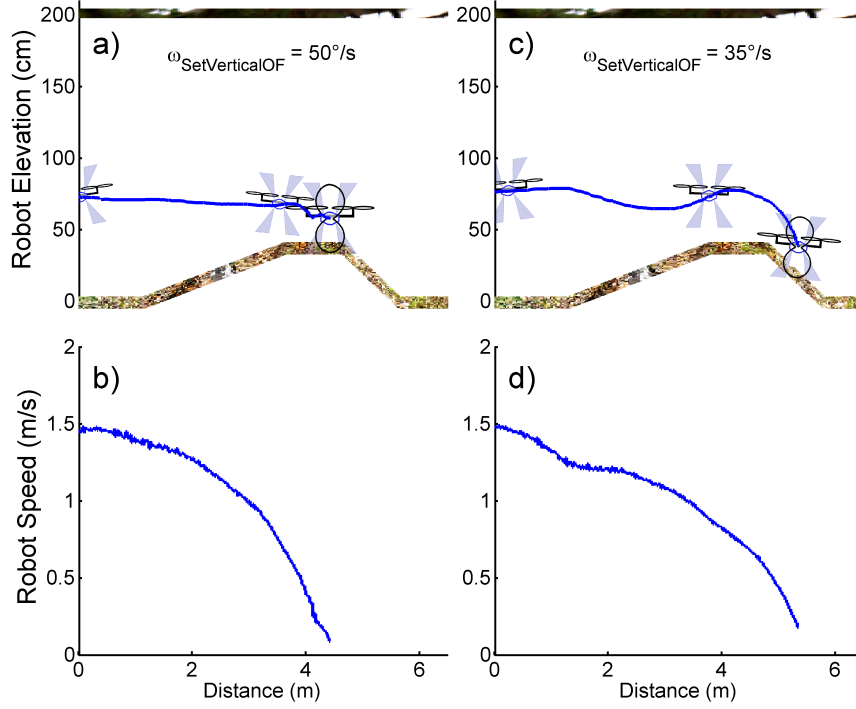 200
150
100
50
0
Robot Elevation (cm)
a)
ωSetVerticalOF = 50°/s
c)
ωSetVerticalOF = 35°/s
2
1.5
1
0.5
0
Robot Speed (m/s)
b)
0 2 4 6
Distance (m)
200
150
100
50
0
2
1.5
1
0.5
0
d)
0 2 4 6
Distance (m)